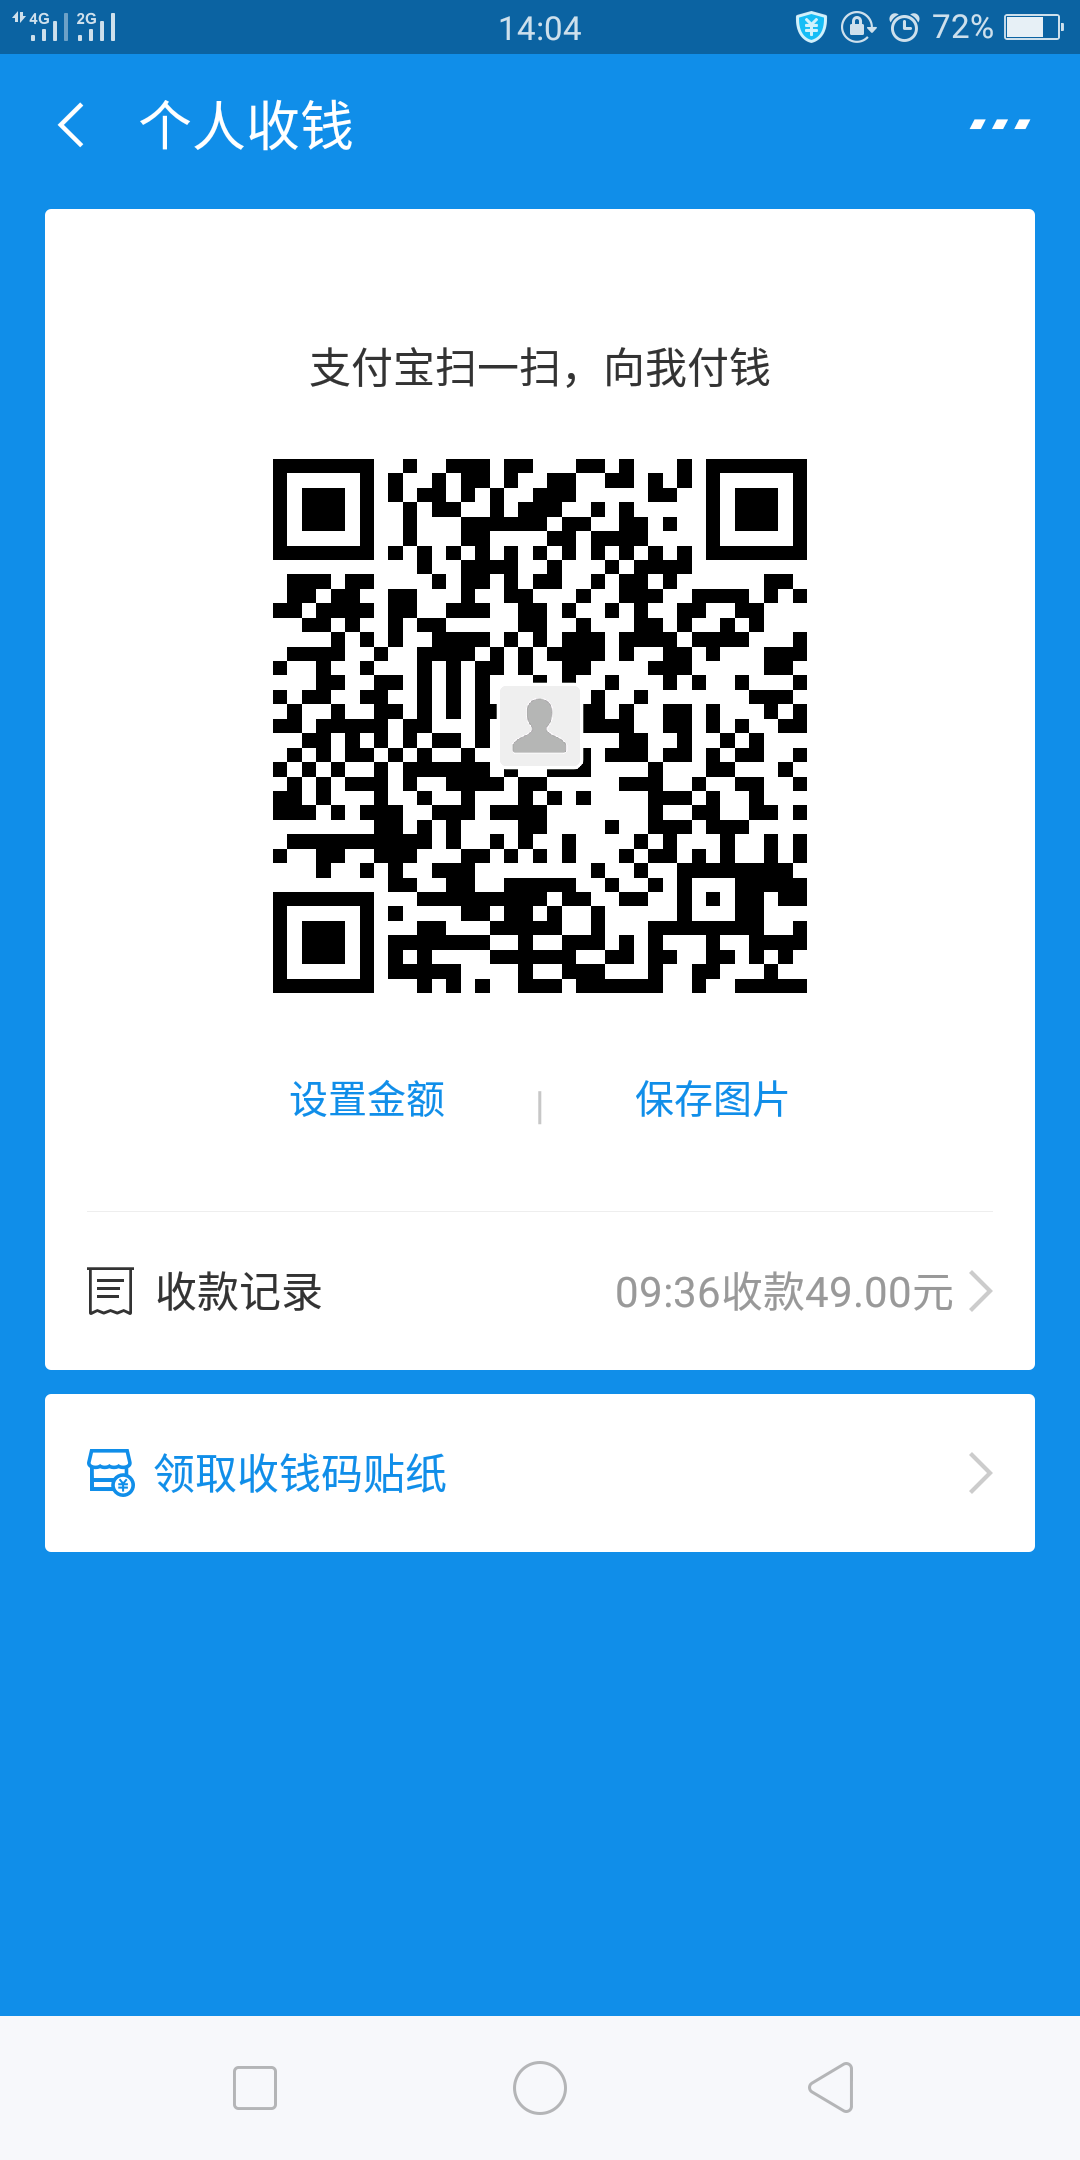 4G 2G 14:04 72%
个人收钱
支付宝扫一扫，向我付钱
设置金额 | 保存图片
收款记录 09:36收款49.00元
领取收钱码贴纸